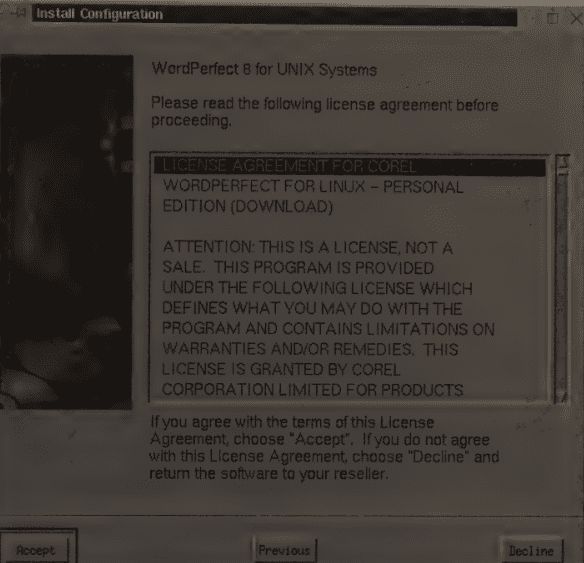 Install Configuration
WordPerfect 8 for UNIX Systems
Please read the following license agreement before
proceeding.
LICENSE AGREEMENT FOR COREL
WORDPERFECT FOR LINUX – PERSONAL
EDITION (DOWNLOAD)
ATTENTION: THIS IS A LICENSE, NOT A
SALE. THIS PROGRAM IS PROVIDED
UNDER THE FOLLOWING LICENSE WHICH
DEFINES WHAT YOU MAY DO WITH THE
PROGRAM AND CONTAINS LIMITATIONS ON
WARRANTIES AND/OR REMEDIES. THIS
LICENSE IS GRANTED BY COREL
CORPORATION LIMITED FOR PRODUCTS
If you agree with the terms of this License
Agreement, choose "Accept". If you do not agree
with this License Agreement, choose "Decline" and
return the software to your reseller.
Accept
Previous
Decline